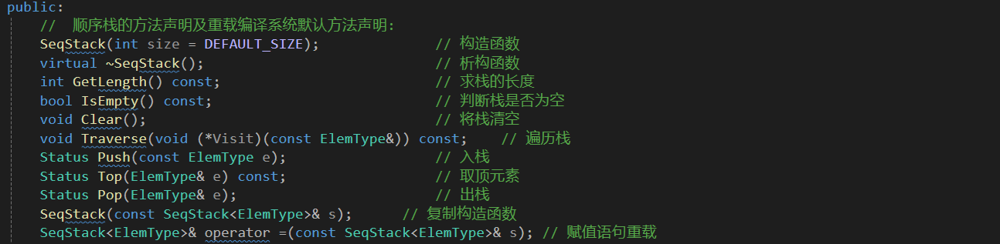 public:
// 顺序栈的方法声明及重载编译系统默认方法声明:
SeqStack(int size = DEFAULT_SIZE); // 构造函数
virtual ~SeqStack(); // 析构函数
int GetLength() const; // 求栈的长度
bool IsEmpty() const; // 判断栈是否为空
void Clear(); // 将栈清空
void Traverse(void (*Visit)(const ElemType&)) const; // 遍历栈
Status Push(const ElemType e); // 入栈
Status Top(ElemType& e) const; // 取顶元素
Status Pop(ElemType& e); // 出栈
SeqStack(const SeqStack<ElemType>& s); // 复制构造函数
SeqStack<ElemType>& operator =(const SeqStack<ElemType>& s); // 赋值语句重载